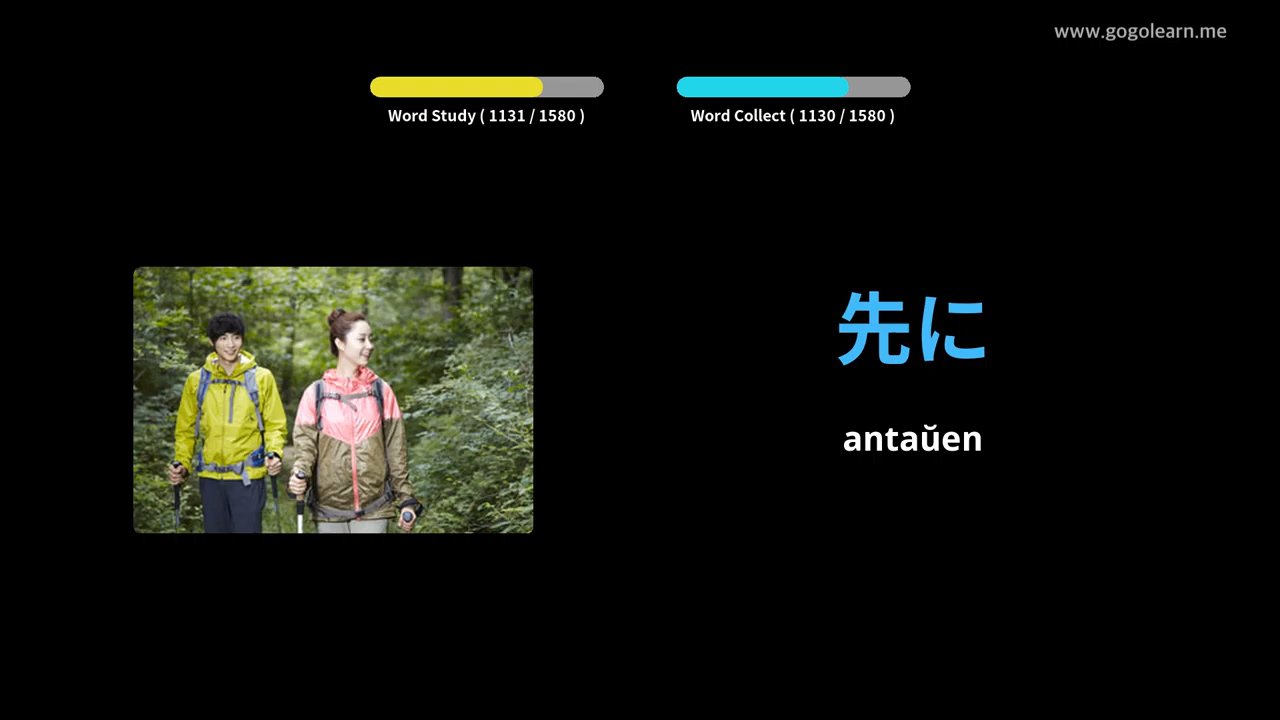 www.gogolearn.me
Word Study ( 1131 / 1580 )
Word Collect ( 1130 / 1580 )
先に
antaŭen